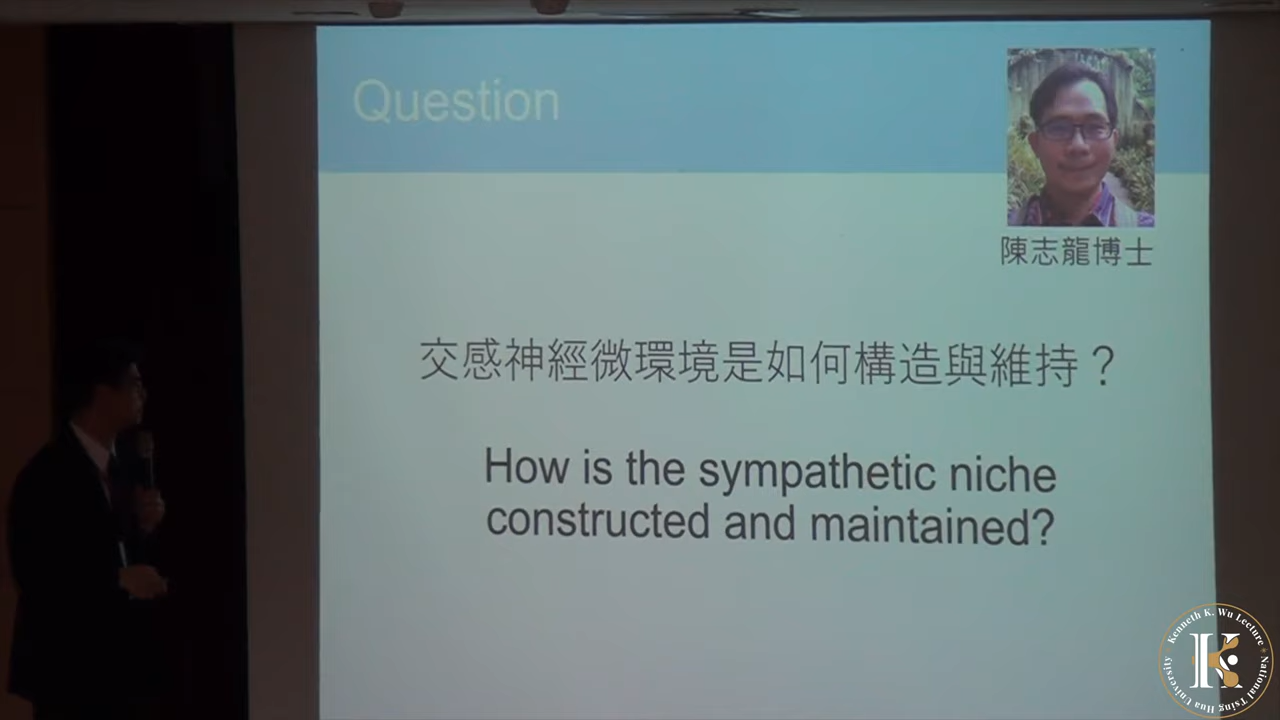 Question
陳志龍博士
交感神經微環境是如何構造與維持？
How is the sympathetic niche
constructed and maintained?
Kenneth K. Wu Lecture
National Tsing Hua University
K